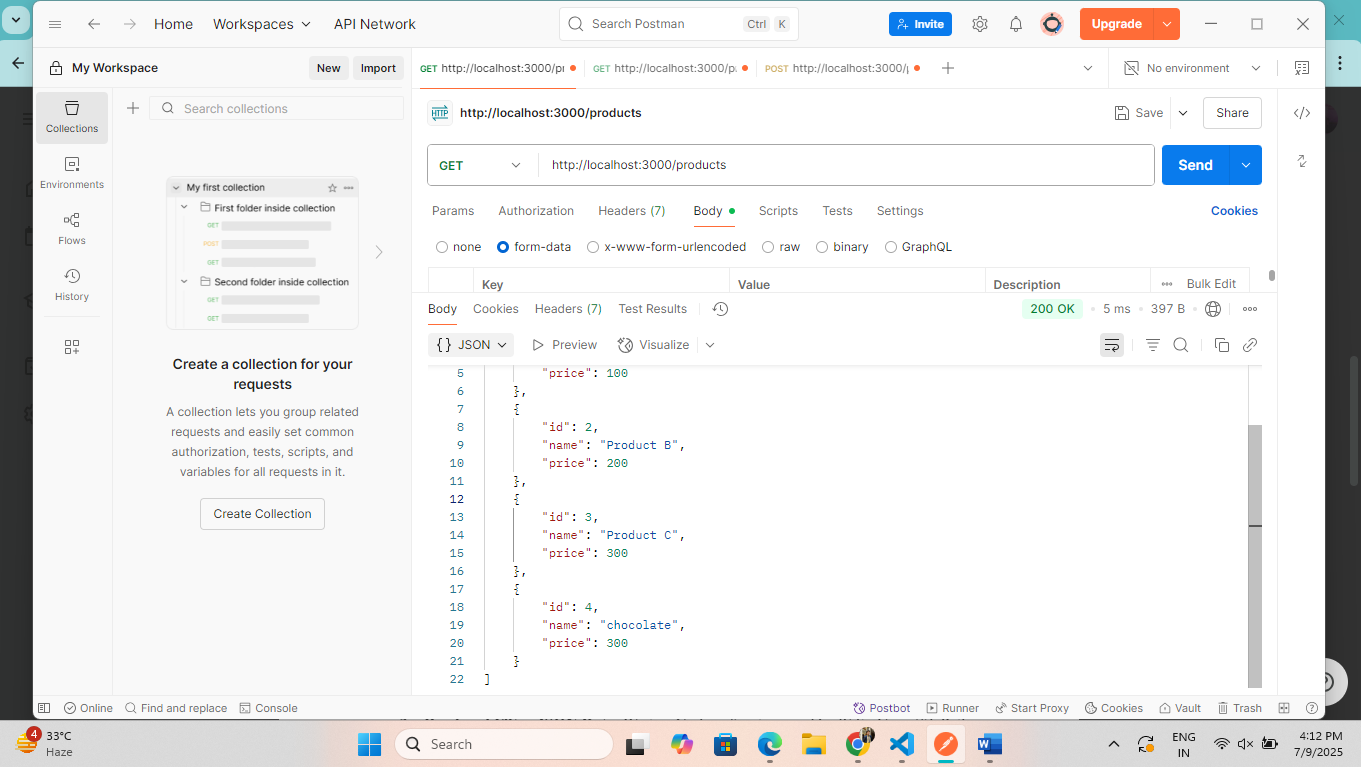 Home Workspaces API Network Search Postman Ctrl K Invite Upgrade
My Workspace New Import GET http://localhost:3000/pr GET http://localhost:3000/p POST http://localhost:3000/ No environment
Collections
Environments
Flows
History
Search collections
My first collection
First folder inside collection
GET
POST
GET
Second folder inside collection
GET
GET
Create a collection for your
requests
A collection lets you group related
requests and easily set common
authorization, tests, scripts, and
variables for all requests in it.
Create Collection
HTTP http://localhost:3000/products Save Share
GET http://localhost:3000/products Send
Params Authorization Headers (7) Body Scripts Tests Settings Cookies
none form-data x-www-form-urlencoded raw binary GraphQL
Key Value Description Bulk Edit
Body Cookies Headers (7) Test Results 200 OK 5 ms 397 B
{} JSON Preview Visualize
5 "price": 100
6 },
7 {
8 "id": 2,
9 "name": "Product B",
10 "price": 200
11 },
12 {
13 "id": 3,
14 "name": "Product C",
15 "price": 300
16 },
17 {
18 "id": 4,
19 "name": "chocolate",
20 "price": 300
21 }
22 ]
Online Find and replace Console Postbot Runner Start Proxy Cookies Vault Trash
4 33°C
Haze
Search
ENG
IN
4:12 PM
7/9/2025